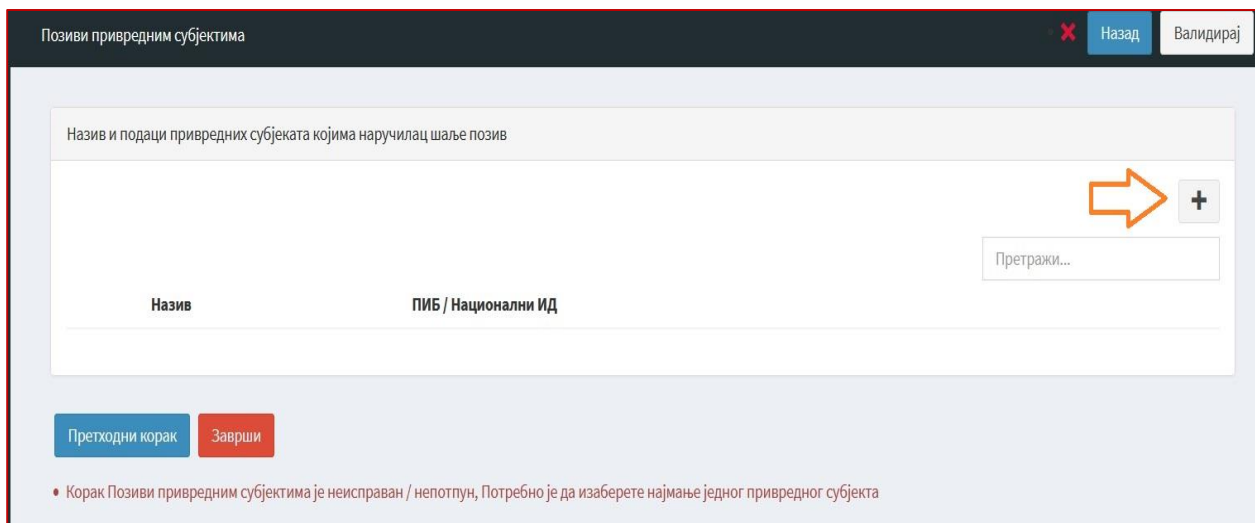 Позиви привредним субјектима
Назад
Валидирај
Назив и подаци привредних субјеката којима наручилац шаље позив
Претражи...
Назив
ПИБ / Национални ИД
Претходни корак
Заврши
Корак Позиви привредним субјектима је неисправан / непотпун, Потребно је да изаберете најмање једног привредног субјекта